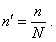 n' = n/N.